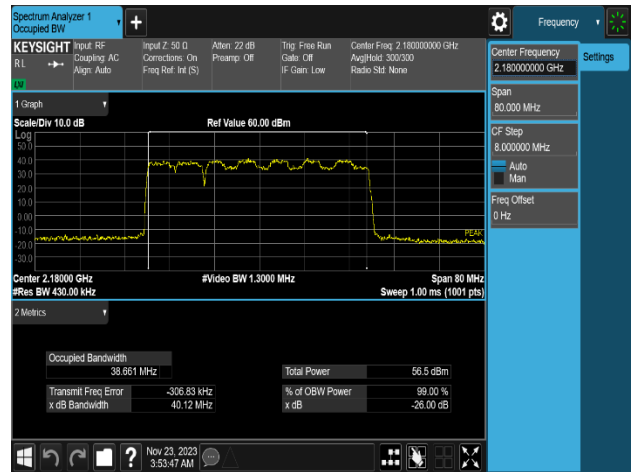 Spectrum Analyzer 1
Occupied BW
Frequency
KEYSIGHT
RL
LVI
Input: RF
Coupling: AC
Align: Auto
Input Z: 50 Ω
Corrections: On
Freq Ref: Int (S)
Atten: 22 dB
Preamp: Off
Trig: Free Run
Gate: Off
IF Gain: Low
Center Freq: 2.180000000 GHz
Avg|Hold: 300/300
Radio Std: None
Center Frequency
2.180000000 GHz
Settings
Span
80.000 MHz
CF Step
8.000000 MHz
Auto
Man
Freq Offset
0 Hz
1 Graph
Scale/Div 10.0 dB
Ref Value 60.00 dBm
Log
50.0
40.0
30.0
20.0
10.0
0.00
-10.0
-20.0
-30.0
PEAK
Center 2.18000 GHz
#Video BW 1.3000 MHz
Span 80 MHz
#Res BW 430.00 kHz
Sweep 1.00 ms (1001 pts)
2 Metrics
Occupied Bandwidth
38.661 MHz
Total Power 56.5 dBm
Transmit Freq Error -306.83 kHz
% of OBW Power 99.00 %
x dB Bandwidth 40.12 MHz
x dB -26.00 dB
?
Nov 23, 2023
3:53:47 AM